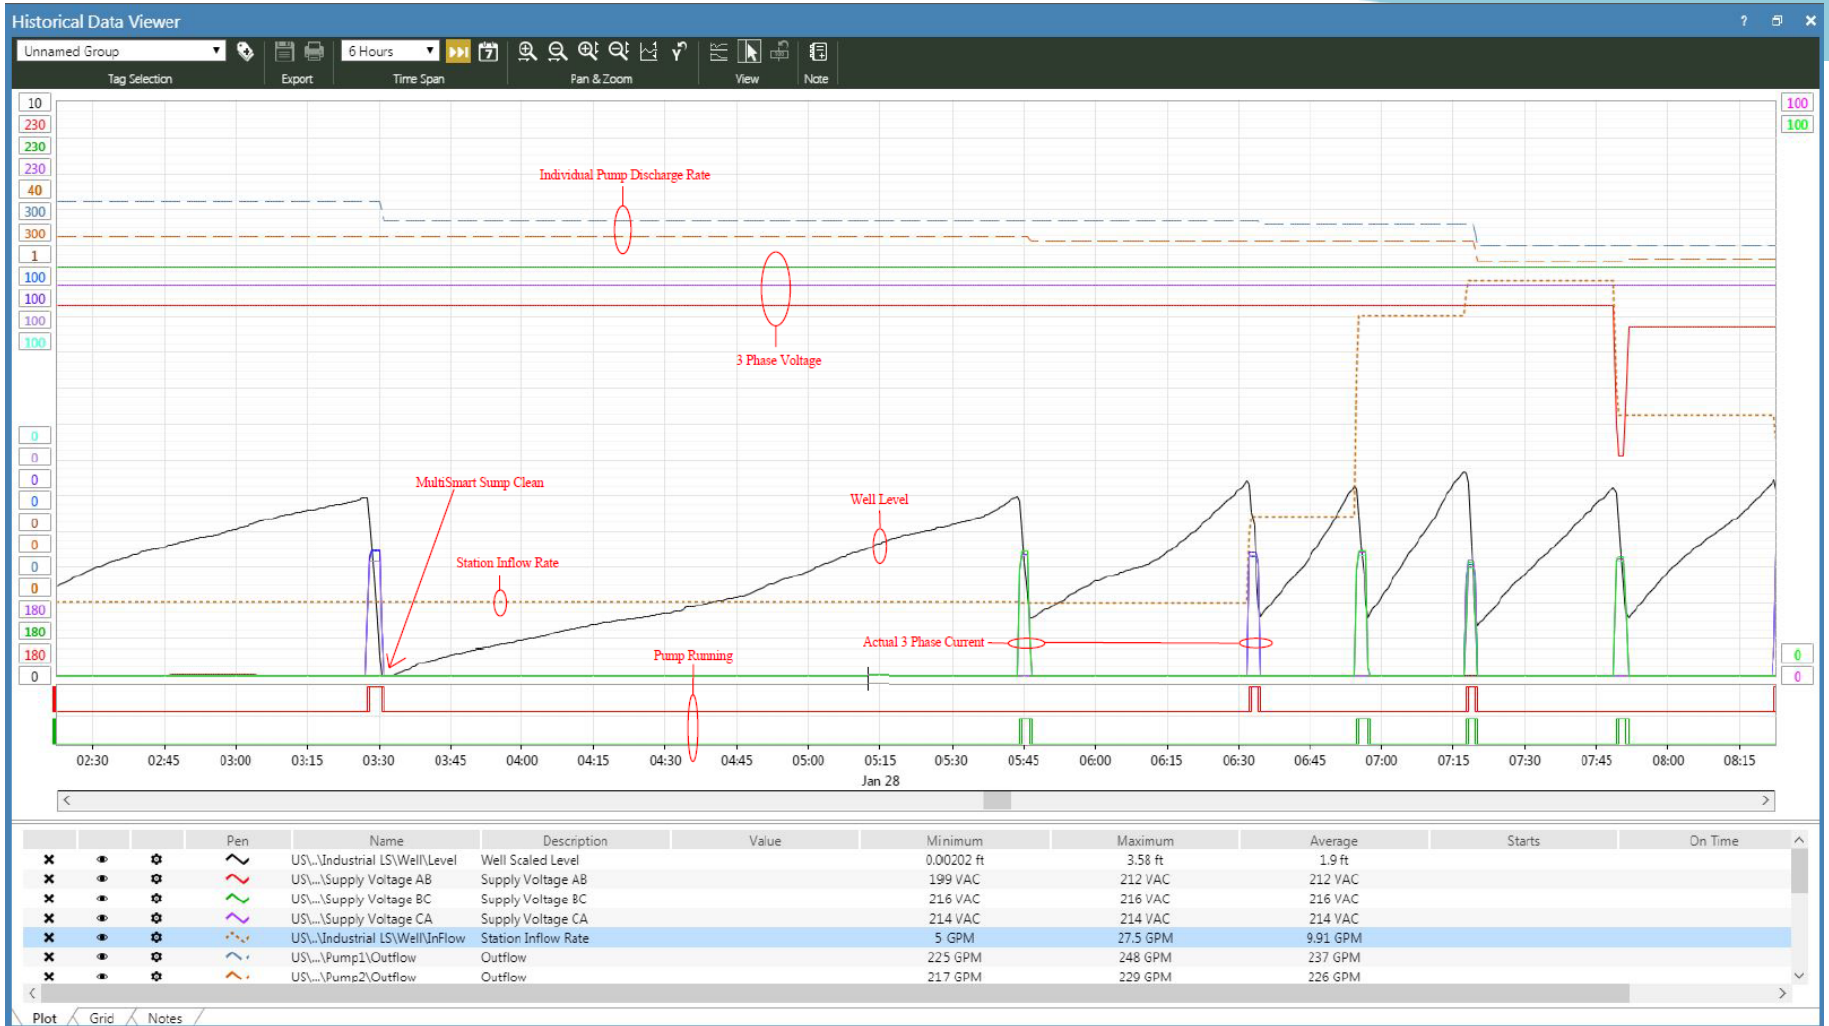 Historical Data Viewer
?
Unnamed Group
6 Hours
7
Tag Selection
Export
Time Span
Pan & Zoom
View
Note
10
230
230
230
40
300
300
1
100
100
100
100
0
0
0
0
0
0
0
0
180
180
180
0
100
100
0
0
Individual Pump Discharge Rate
3 Phase Voltage
MultiSmart Sump Clean
Well Level
Station Inflow Rate
Actual 3 Phase Current
Pump Running
02:30 02:45 03:00 03:15 03:30 03:45 04:00 04:15 04:30 04:45 05:00 05:15 05:30 05:45 06:00 06:15 06:30 06:45 07:00 07:15 07:30 07:45 08:00 08:15
Jan 28
Pen Name Description Value Minimum Maximum Average Starts On Time
US\...\Industrial LS\Well\Level Well Scaled Level 0.00202 ft 3.58 ft 1.9 ft
US\...\Supply Voltage AB Supply Voltage AB 199 VAC 212 VAC 212 VAC
US\...\Supply Voltage BC Supply Voltage BC 216 VAC 216 VAC 216 VAC
US\...\Supply Voltage CA Supply Voltage CA 214 VAC 214 VAC 214 VAC
US\...\Industrial LS\Well\InFlow Station Inflow Rate 5 GPM 27.5 GPM 9.91 GPM
US\...\Pump1\Outflow Outflow 225 GPM 248 GPM 237 GPM
US\...\Pump2\Outflow Outflow 217 GPM 229 GPM 226 GPM
Plot Grid Notes